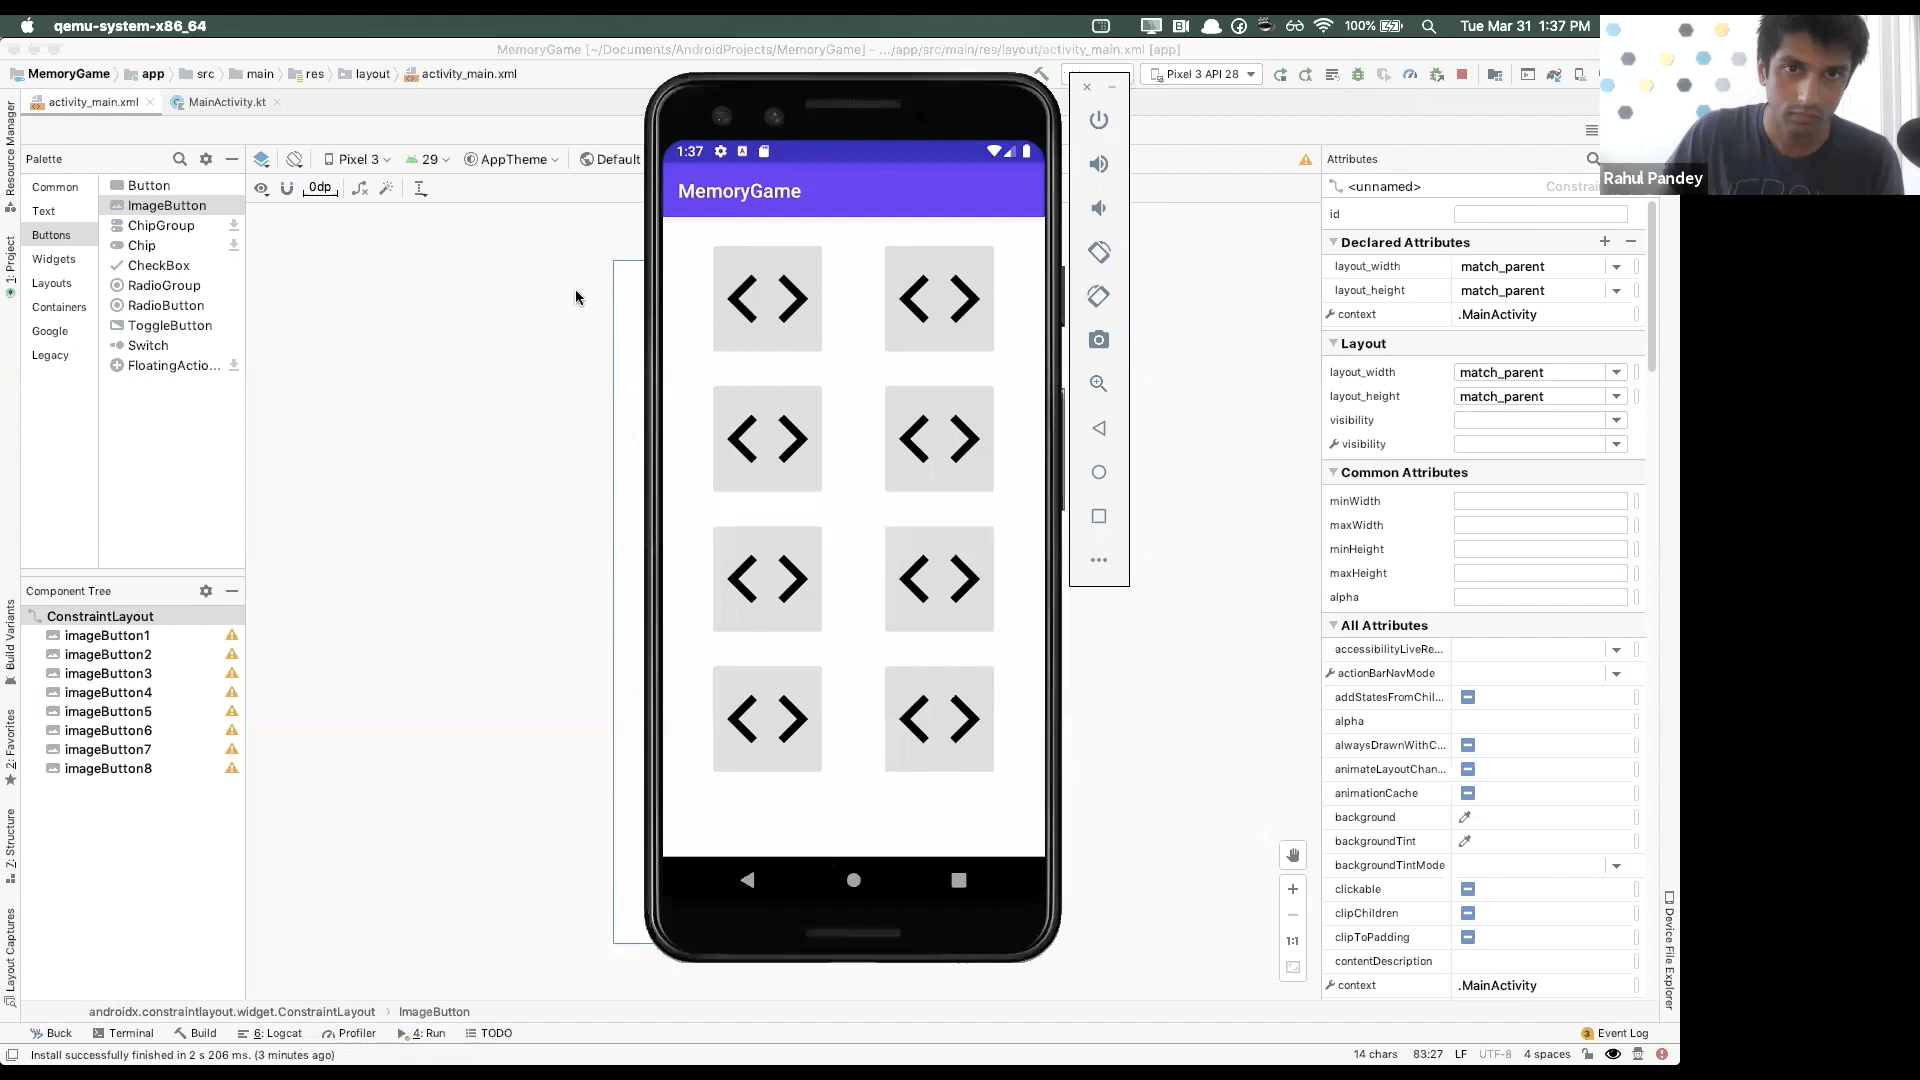 qemu-system-x86_64
100%
Tue Mar 31 1:37 PM
MemoryGame [~/Documents/AndroidProjects/MemoryGame] - .../app/src/main/res/layout/activity_main.xml [app]
MemoryGame
app
src
main
res
layout
activity_main.xml
Pixel 3 API 28
activity_main.xml
MainActivity.kt
Resource Manager
1: Project
Build Variants
2: Favorites
Z: Structure
Layout Captures
Palette
Common
Text
Buttons
Widgets
Layouts
Containers
Google
Legacy
Button
ImageButton
ChipGroup
Chip
CheckBox
RadioGroup
RadioButton
ToggleButton
Switch
FloatingActio...
Component Tree
ConstraintLayout
imageButton1
imageButton2
imageButton3
imageButton4
imageButton5
imageButton6
imageButton7
imageButton8
Pixel 3
29
AppTheme
Default
0dp
1:37
MemoryGame
1:1
Attributes
<unnamed>
Constrai
id
Declared Attributes
layout_width match_parent
layout_height match_parent
context .MainActivity
Layout
layout_width match_parent
layout_height match_parent
visibility
visibility
Common Attributes
minWidth
maxWidth
minHeight
maxHeight
alpha
All Attributes
accessibilityLiveRe...
actionBarNavMode
addStatesFromChil...
alpha
alwaysDrawnWithC...
animateLayoutChan...
animationCache
background
backgroundTint
backgroundTintMode
clickable
clipChildren
clipToPadding
contentDescription
context .MainActivity
Device File Explorer
Rahul Pandey
androidx.constraintlayout.widget.ConstraintLayout
ImageButton
Buck
Terminal
Build
6: Logcat
Profiler
4: Run
TODO
3 Event Log
Install successfully finished in 2 s 206 ms. (3 minutes ago)
14 chars
83:27
LF
UTF-8
4 spaces